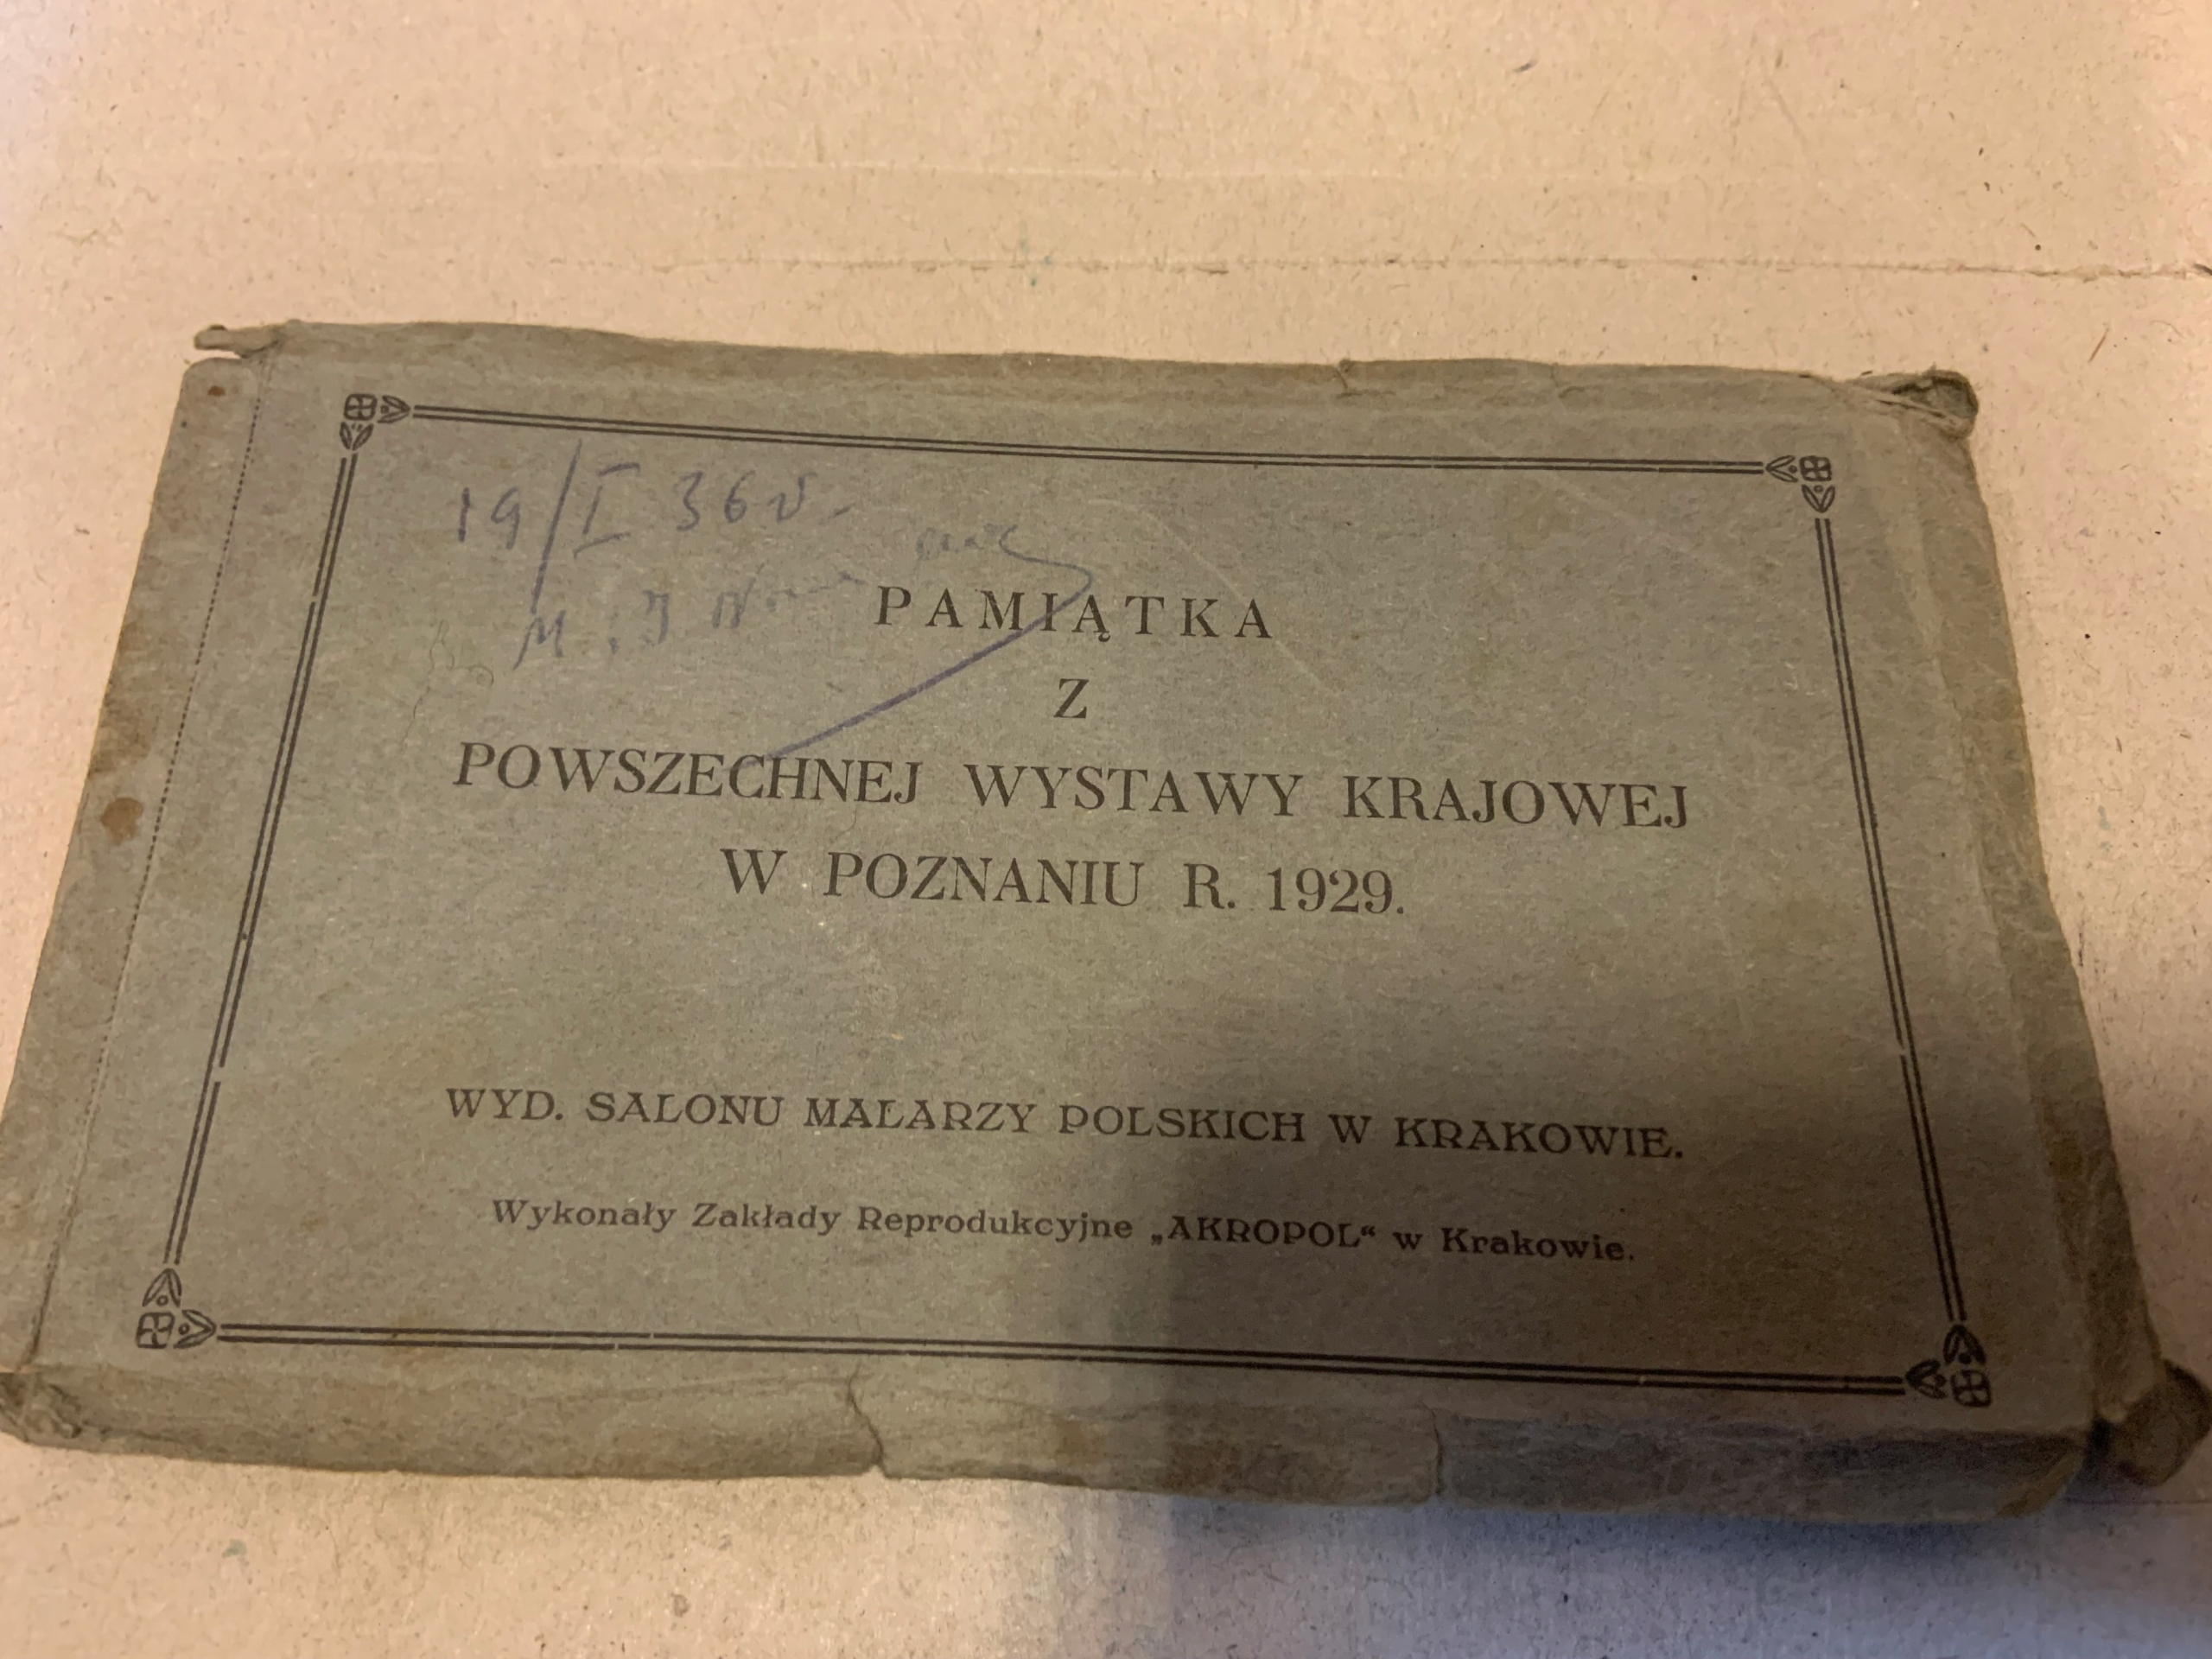 19/I 36 r.
M. J.
PAMIĄTKA
Z
POWSZECHNEJ WYSTAWY KRAJOWEJ
W POZNANIU R. 1929.
WYD. SALONU MALARZY POLSKICH W KRAKOWIE.
Wykonały Zakłady Reprodukcyjne „AKROPOL“ w Krakowie.